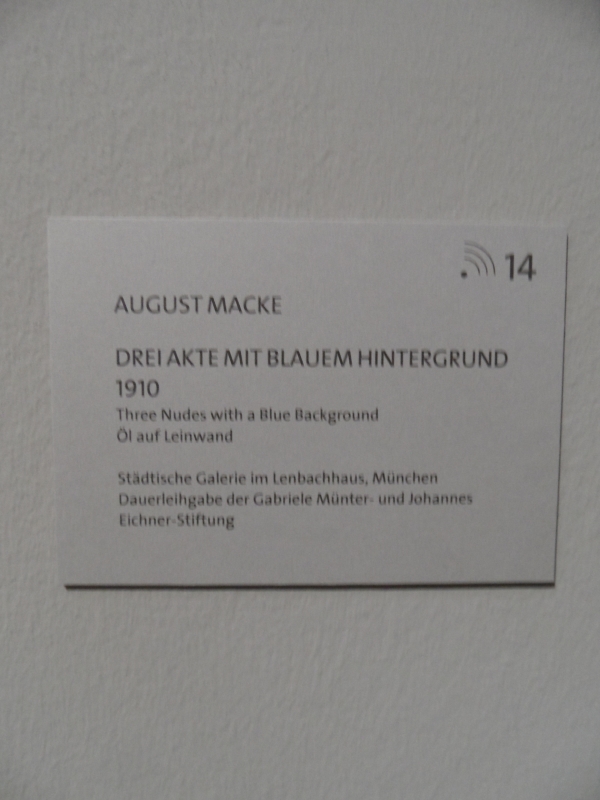 14
AUGUST MACKE
DREI AKTE MIT BLAUEM HINTERGRUND
1910
Three Nudes with a Blue Background
Öl auf Leinwand
Städtische Galerie im Lenbachhaus, München
Dauerleihgabe der Gabriele Münter- und Johannes
Eichner-Stiftung